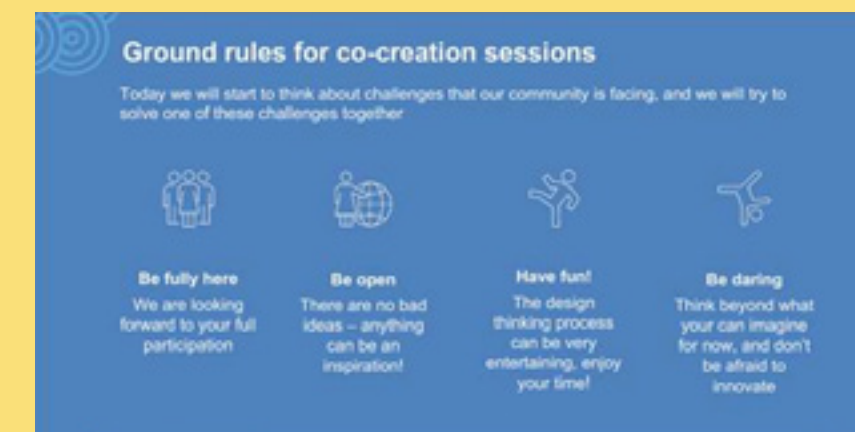 Ground rules for co-creation sessions
Today we will start to think about challenges that our community is facing, and we will try to
solve one of these challenges together
Be fully here
We are looking
forward to your full
participation
Be open
There are no bad
ideas – anything
can be an
inspiration!
Have fun!
The design
thinking process
can be very
entertaining, enjoy
your time!
Be daring
Think beyond what
your can imagine
for now, and don't
be afraid to
innovate